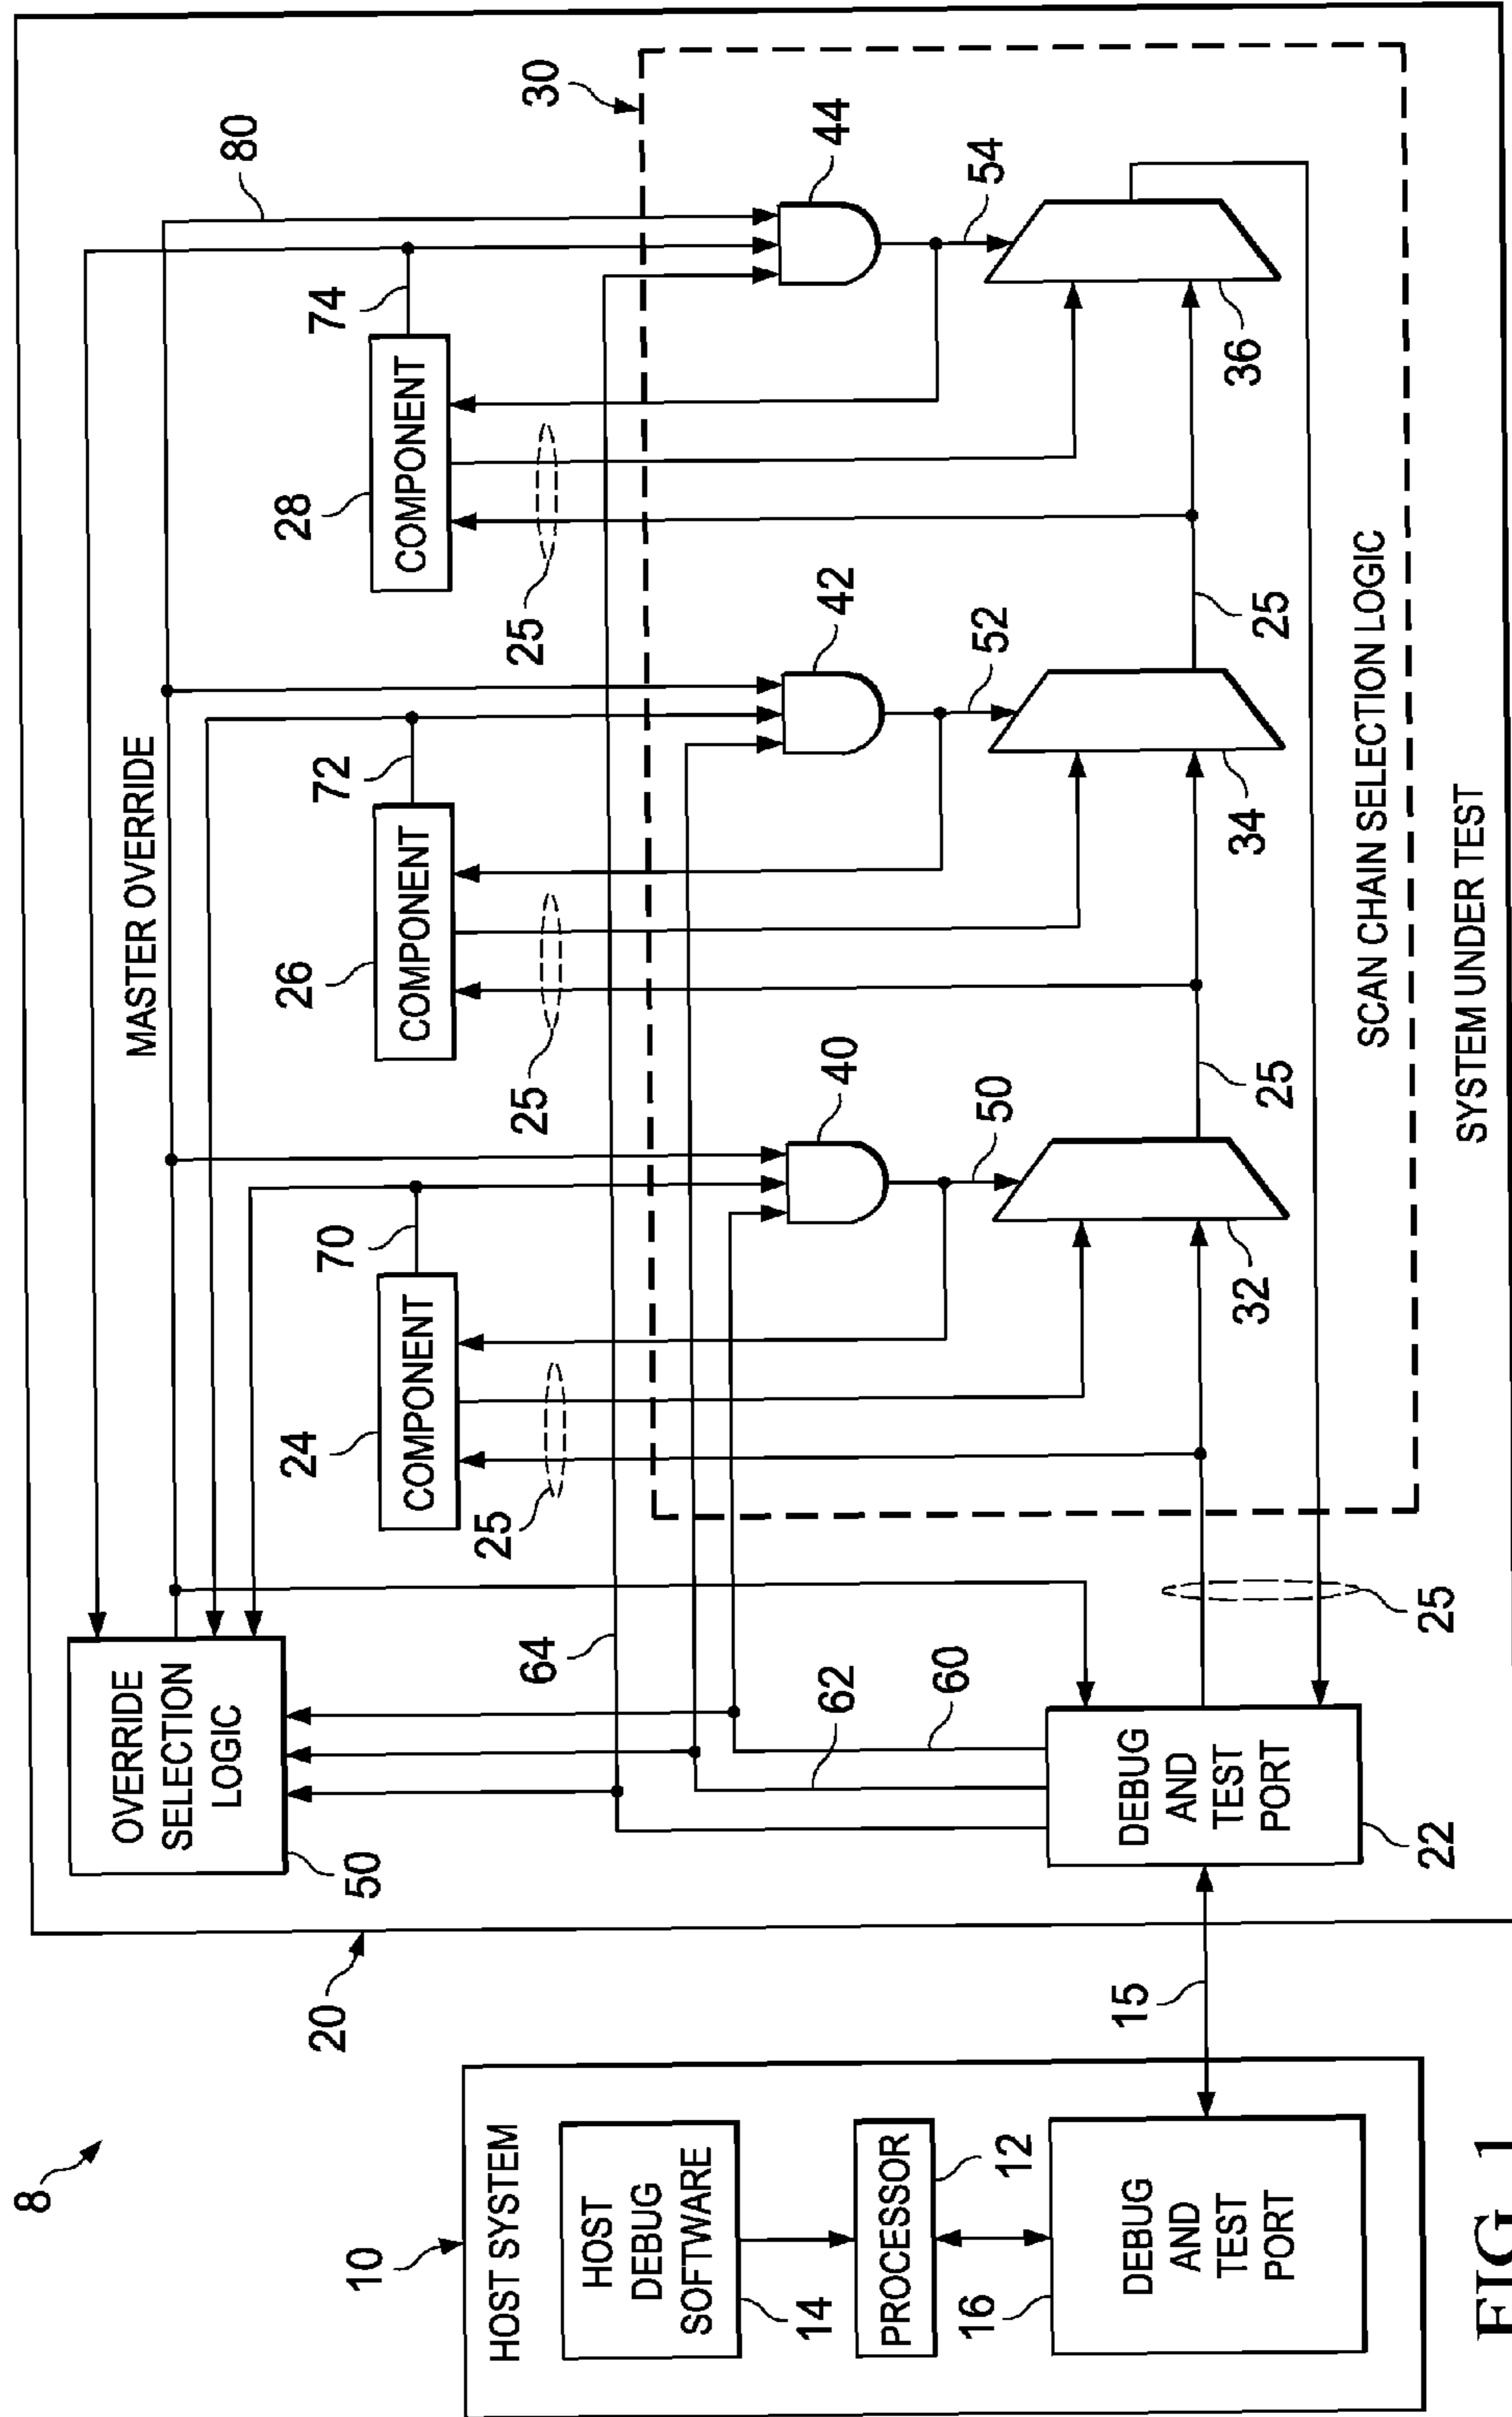 8
10
HOST SYSTEM
HOST
DEBUG
SOFTWARE
14
PROCESSOR
12
16
DEBUG
AND
TEST
PORT
15
20
OVERRIDE
SELECTION
LOGIC
50
64
62
60
DEBUG
AND
TEST
PORT
22
25
MASTER OVERRIDE
80
24
COMPONENT
70
25
26
COMPONENT
72
25
28
COMPONENT
74
25
30
40
50
32
25
42
52
34
25
44
54
36
SCAN CHAIN SELECTION LOGIC
SYSTEM UNDER TEST
FIG. 1